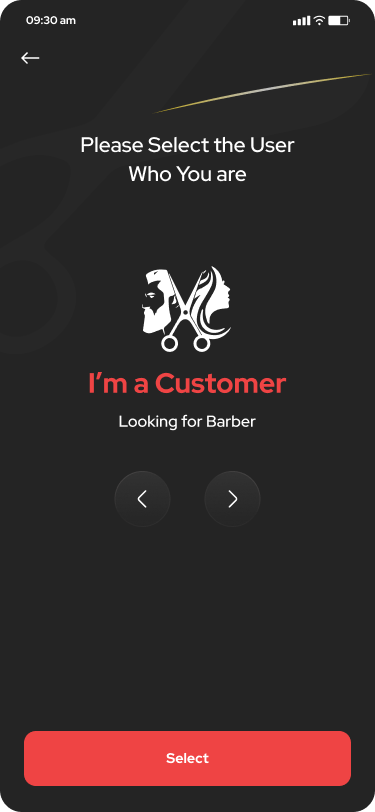 09:30 am
Please Select the User
Who You are
I’m a Customer
Looking for Barber
Select